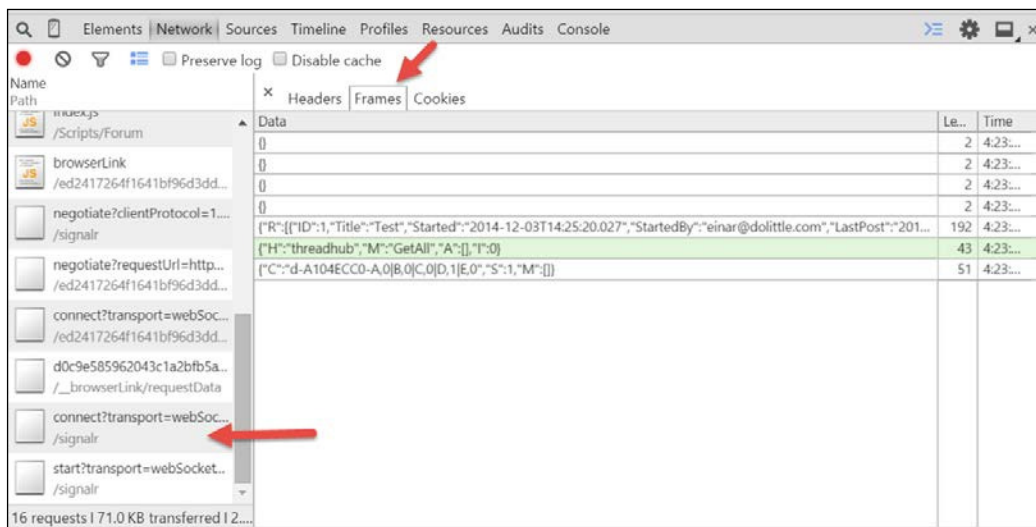 Elements Network Sources Timeline Profiles Resources Audits Console
Preserve log Disable cache
Name
Path
× Headers Frames Cookies
Data Le... Time
index.js
/Scripts/Forum
browserLink
/ed2417264f1641bf96d3dd...
negotiate?clientProtocol=1....
/signalr
negotiate?requestUrl=http...
/signalr
connect?transport=webSoc...
/ed2417264f1641bf96d3dd...
d0c9e585962043c1a2bfb5a...
/__browserLink/requestData
connect?transport=webSoc...
/signalr
start?transport=webSocket...
/signalr
16 requests | 71.0 KB transferred | 2....
{} 2 4:23:...
{} 2 4:23:...
{} 2 4:23:...
{} 2 4:23:...
{"R":[{"ID":1,"Title":"Test","Started":"2014-12-03T14:25:20.027","StartedBy":"einar@dolittle.com","LastPost":"201... 192 4:23:...
{"H":"threadhub","M":"GetAll","A":[],"I":0} 43 4:23:...
{"C":"d-A104ECC0-A,0|B,0|C,0|D,1|E,0","S":1,"M":[]} 51 4:23:...